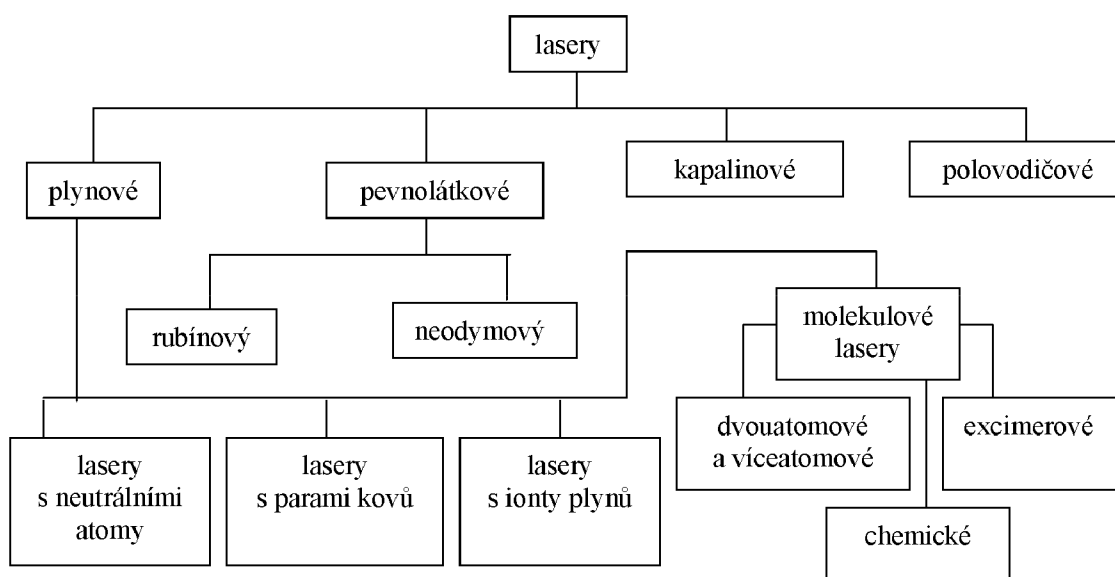 lasery
plynové
pevnolátkové
kapalinové
polovodičové
rubínový
neodymový
molekulové
lasery
dvouatomové
a víceatomové
excimerové
chemické
lasery
s neutrálními
atomy
lasery
s parami kovů
lasery
s ionty plynů